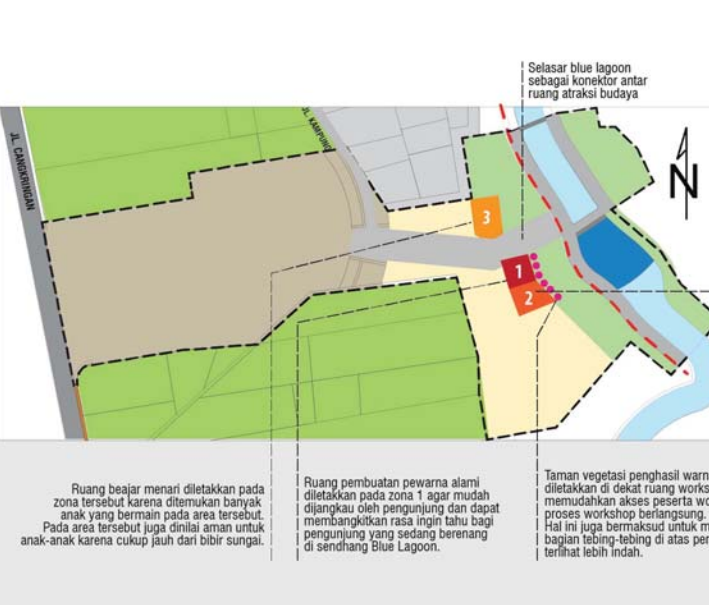 Selasar blue lagoon
sebagai konektor antar
ruang atraksi budaya
JL. CANGKRINGAN
JL. KAMPUNG
N
3
1
2
Ruang beajar menari diletakkan pada
zona tersebut karena ditemukan banyak
anak yang bermain pada area tersebut.
Pada area tersebut juga dinilai aman untuk
anak-anak karena cukup jauh dari bibir sungai.
Ruang pembuatan pewarna alami
diletakkan pada zona 1 agar mudah
dijangkau oleh pengunjung dan dapat
membangkitkan rasa ingin tahu bagi
pengunjung yang sedang berenang
di sendhang Blue Lagoon.
Taman vegetasi penghasil warn
diletakkan di dekat ruang works
memudahkan akses peserta wo
proses workshop berlangsung.
Hal ini juga bermaksud untuk m
bagian tebing-tebing di atas per
terlihat lebih indah.